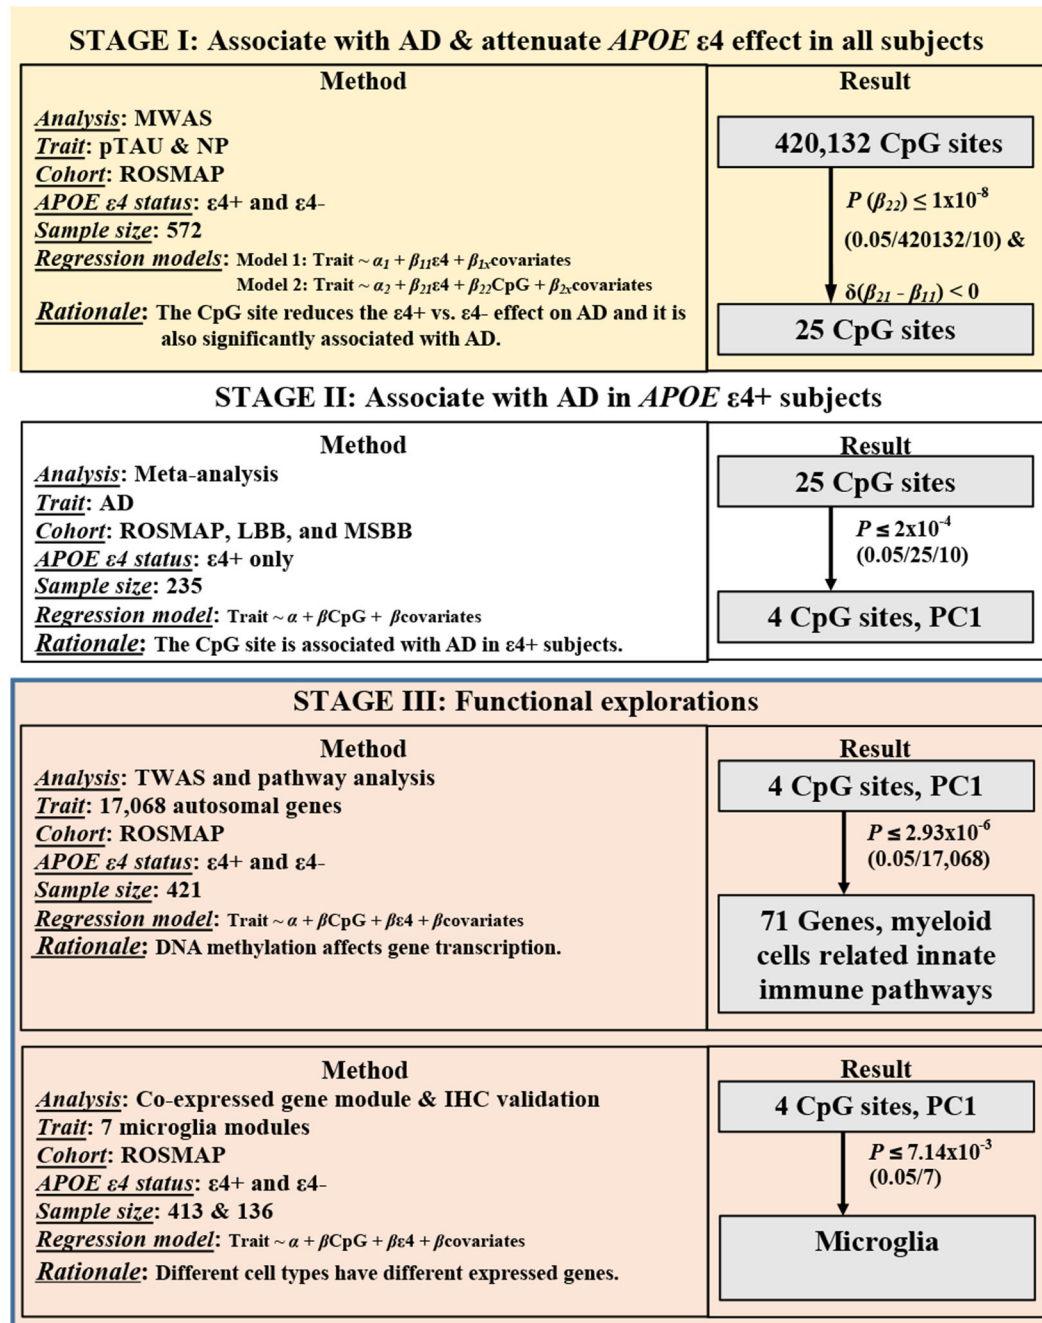 STAGE I: Associate with AD & attenuate APOE ε4 effect in all subjects
Method
Analysis: MWAS
Trait: pTAU & NP
Cohort: ROSMAP
APOE ε4 status: ε4+ and ε4-
Sample size: 572
Regression models: Model 1: Trait ~ α1 + β11ε4 + β1xcovariates
Model 2: Trait ~ α2 + β21ε4 + β22CpG + β2xcovariates
Rationale: The CpG site reduces the ε4+ vs. ε4- effect on AD and it is
also significantly associated with AD.
Result
420,132 CpG sites
P (β22) ≤ 1x10-8
(0.05/420132/10) &
δ(β21 - β11) < 0
25 CpG sites
STAGE II: Associate with AD in APOE ε4+ subjects
Method
Analysis: Meta-analysis
Trait: AD
Cohort: ROSMAP, LBB, and MSBB
APOE ε4 status: ε4+ only
Sample size: 235
Regression model: Trait ~ α + βCpG + βcovariates
Rationale: The CpG site is associated with AD in ε4+ subjects.
Result
25 CpG sites
P ≤ 2x10-4
(0.05/25/10)
4 CpG sites, PC1
STAGE III: Functional explorations
Method
Analysis: TWAS and pathway analysis
Trait: 17,068 autosomal genes
Cohort: ROSMAP
APOE ε4 status: ε4+ and ε4-
Sample size: 421
Regression model: Trait ~ α + βCpG + βε4 + βcovariates
Rationale: DNA methylation affects gene transcription.
Result
4 CpG sites, PC1
P ≤ 2.93x10-6
(0.05/17,068)
71 Genes, myeloid
cells related innate
immune pathways
Method
Analysis: Co-expressed gene module & IHC validation
Trait: 7 microglia modules
Cohort: ROSMAP
APOE ε4 status: ε4+ and ε4-
Sample size: 413 & 136
Regression model: Trait ~ α + βCpG + βε4 + βcovariates
Rationale: Different cell types have different expressed genes.
Result
4 CpG sites, PC1
P ≤ 7.14x10-3
(0.05/7)
Microglia